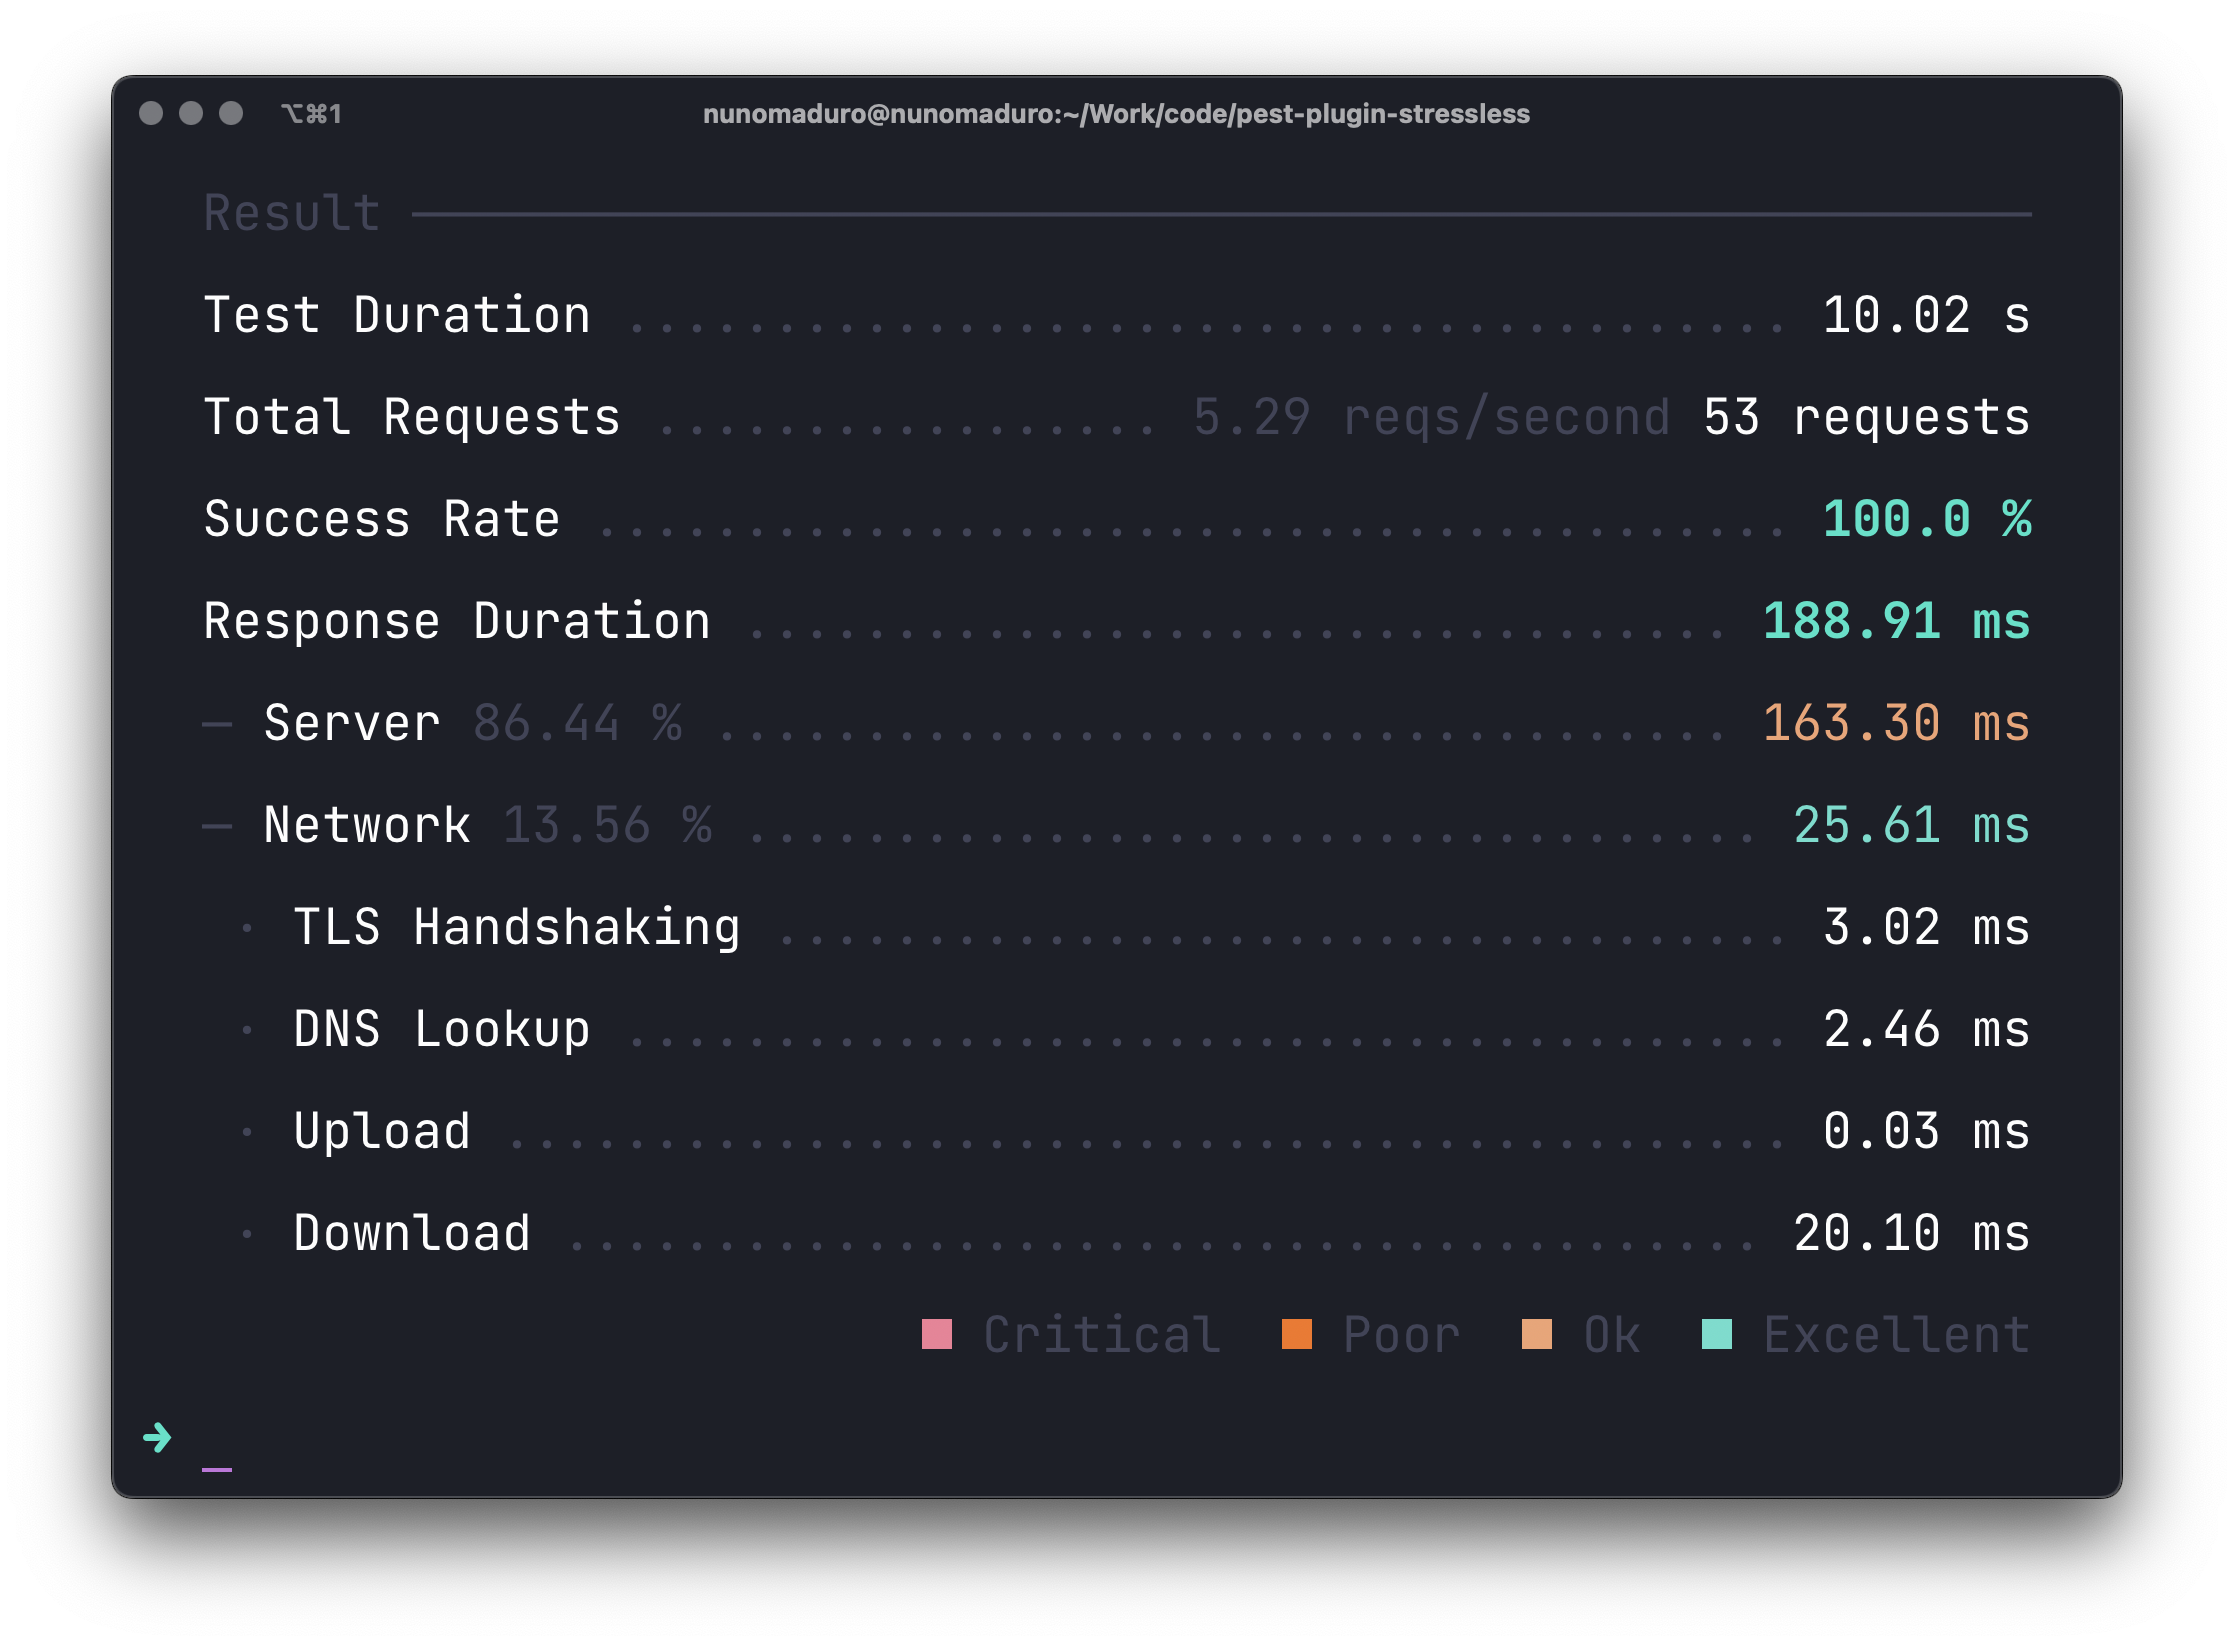 ⌥⌘1 nunomaduro@nunomaduro:~/Work/code/pest-plugin-stressless
Result
Test Duration ....................................... 10.02 s
Total Requests ................. 5.29 reqs/second 53 requests
Success Rate ........................................ 100.0 %
Response Duration ................................. 188.91 ms
— Server 86.44 % .................................. 163.30 ms
— Network 13.56 % .................................. 25.61 ms
· TLS Handshaking .................................. 3.02 ms
· DNS Lookup ....................................... 2.46 ms
· Upload ........................................... 0.03 ms
· Download ........................................ 20.10 ms
■ Critical ■ Poor ■ Ok ■ Excellent
➜ _